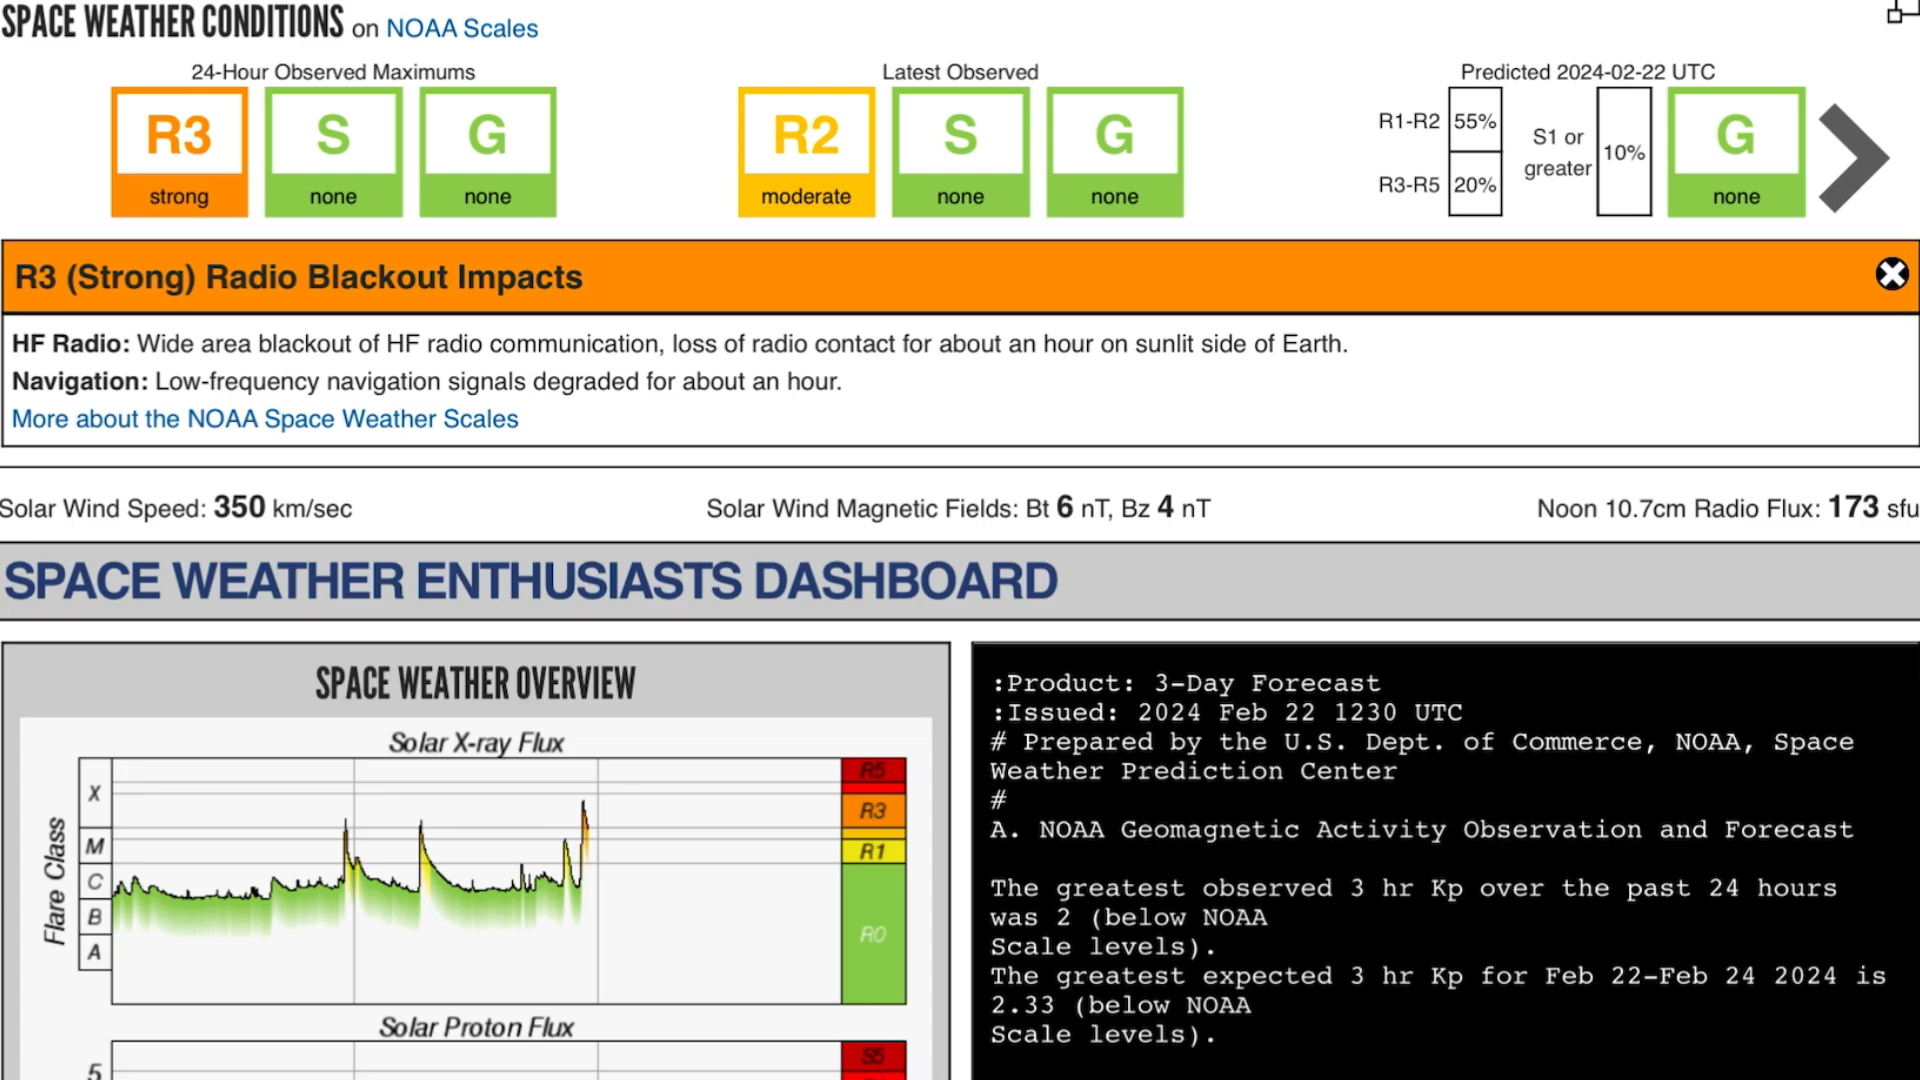 SPACE WEATHER CONDITIONS on NOAA Scales
24-Hour Observed Maximums
R3
strong
S
none
G
none
Latest Observed
R2
moderate
S
none
G
none
Predicted 2024-02-22 UTC
R1-R2 55%
R3-R5 20%
S1 or
greater
10%
G
none
R3 (Strong) Radio Blackout Impacts
HF Radio: Wide area blackout of HF radio communication, loss of radio contact for about an hour on sunlit side of Earth.
Navigation: Low-frequency navigation signals degraded for about an hour.
More about the NOAA Space Weather Scales
Solar Wind Speed: 350 km/sec
Solar Wind Magnetic Fields: Bt 6 nT, Bz 4 nT
Noon 10.7cm Radio Flux: 173 sfu
SPACE WEATHER ENTHUSIASTS DASHBOARD
SPACE WEATHER OVERVIEW
Solar X-ray Flux
Flare Class
X
M
C
B
A
R5
R3
R1
R0
Solar Proton Flux
5
S5
:Product: 3-Day Forecast
:Issued: 2024 Feb 22 1230 UTC
# Prepared by the U.S. Dept. of Commerce, NOAA, Space
Weather Prediction Center
#
A. NOAA Geomagnetic Activity Observation and Forecast
The greatest observed 3 hr Kp over the past 24 hours
was 2 (below NOAA
Scale levels).
The greatest expected 3 hr Kp for Feb 22-Feb 24 2024 is
2.33 (below NOAA
Scale levels).